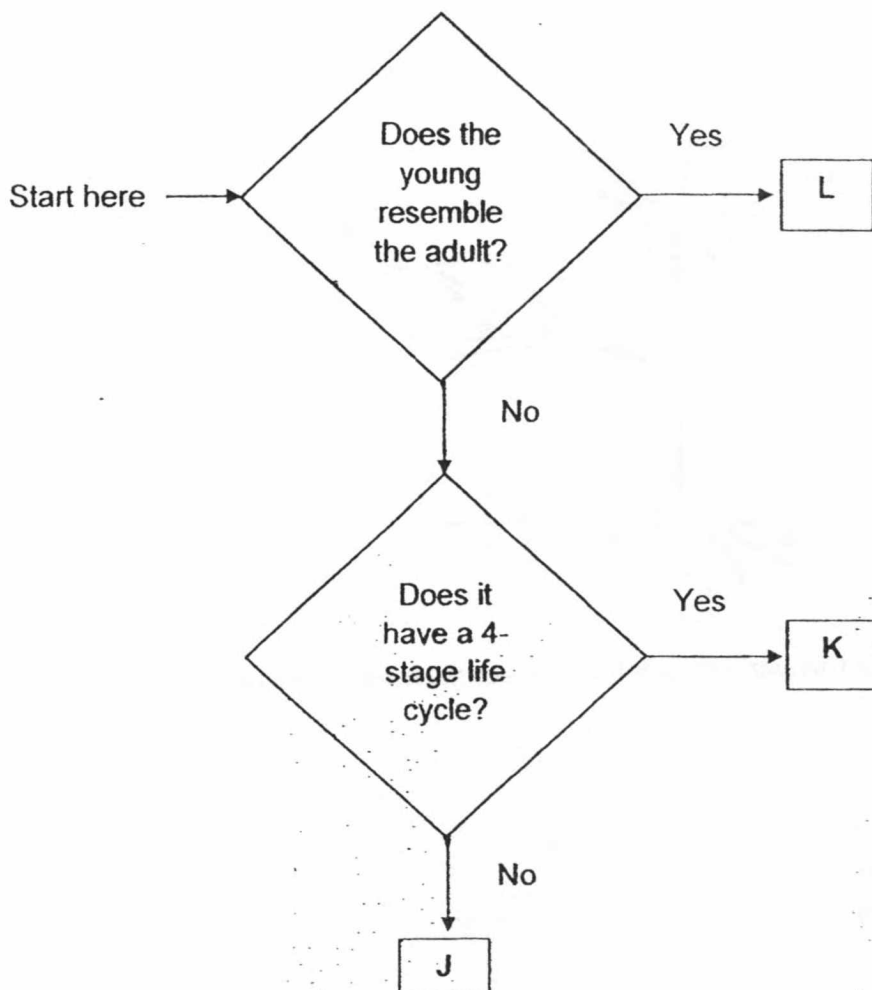 Does the
young
resemble
the adult?
Yes
L
Start here
No
Does it
have a 4-
stage life
cycle?
Yes
K
No
J